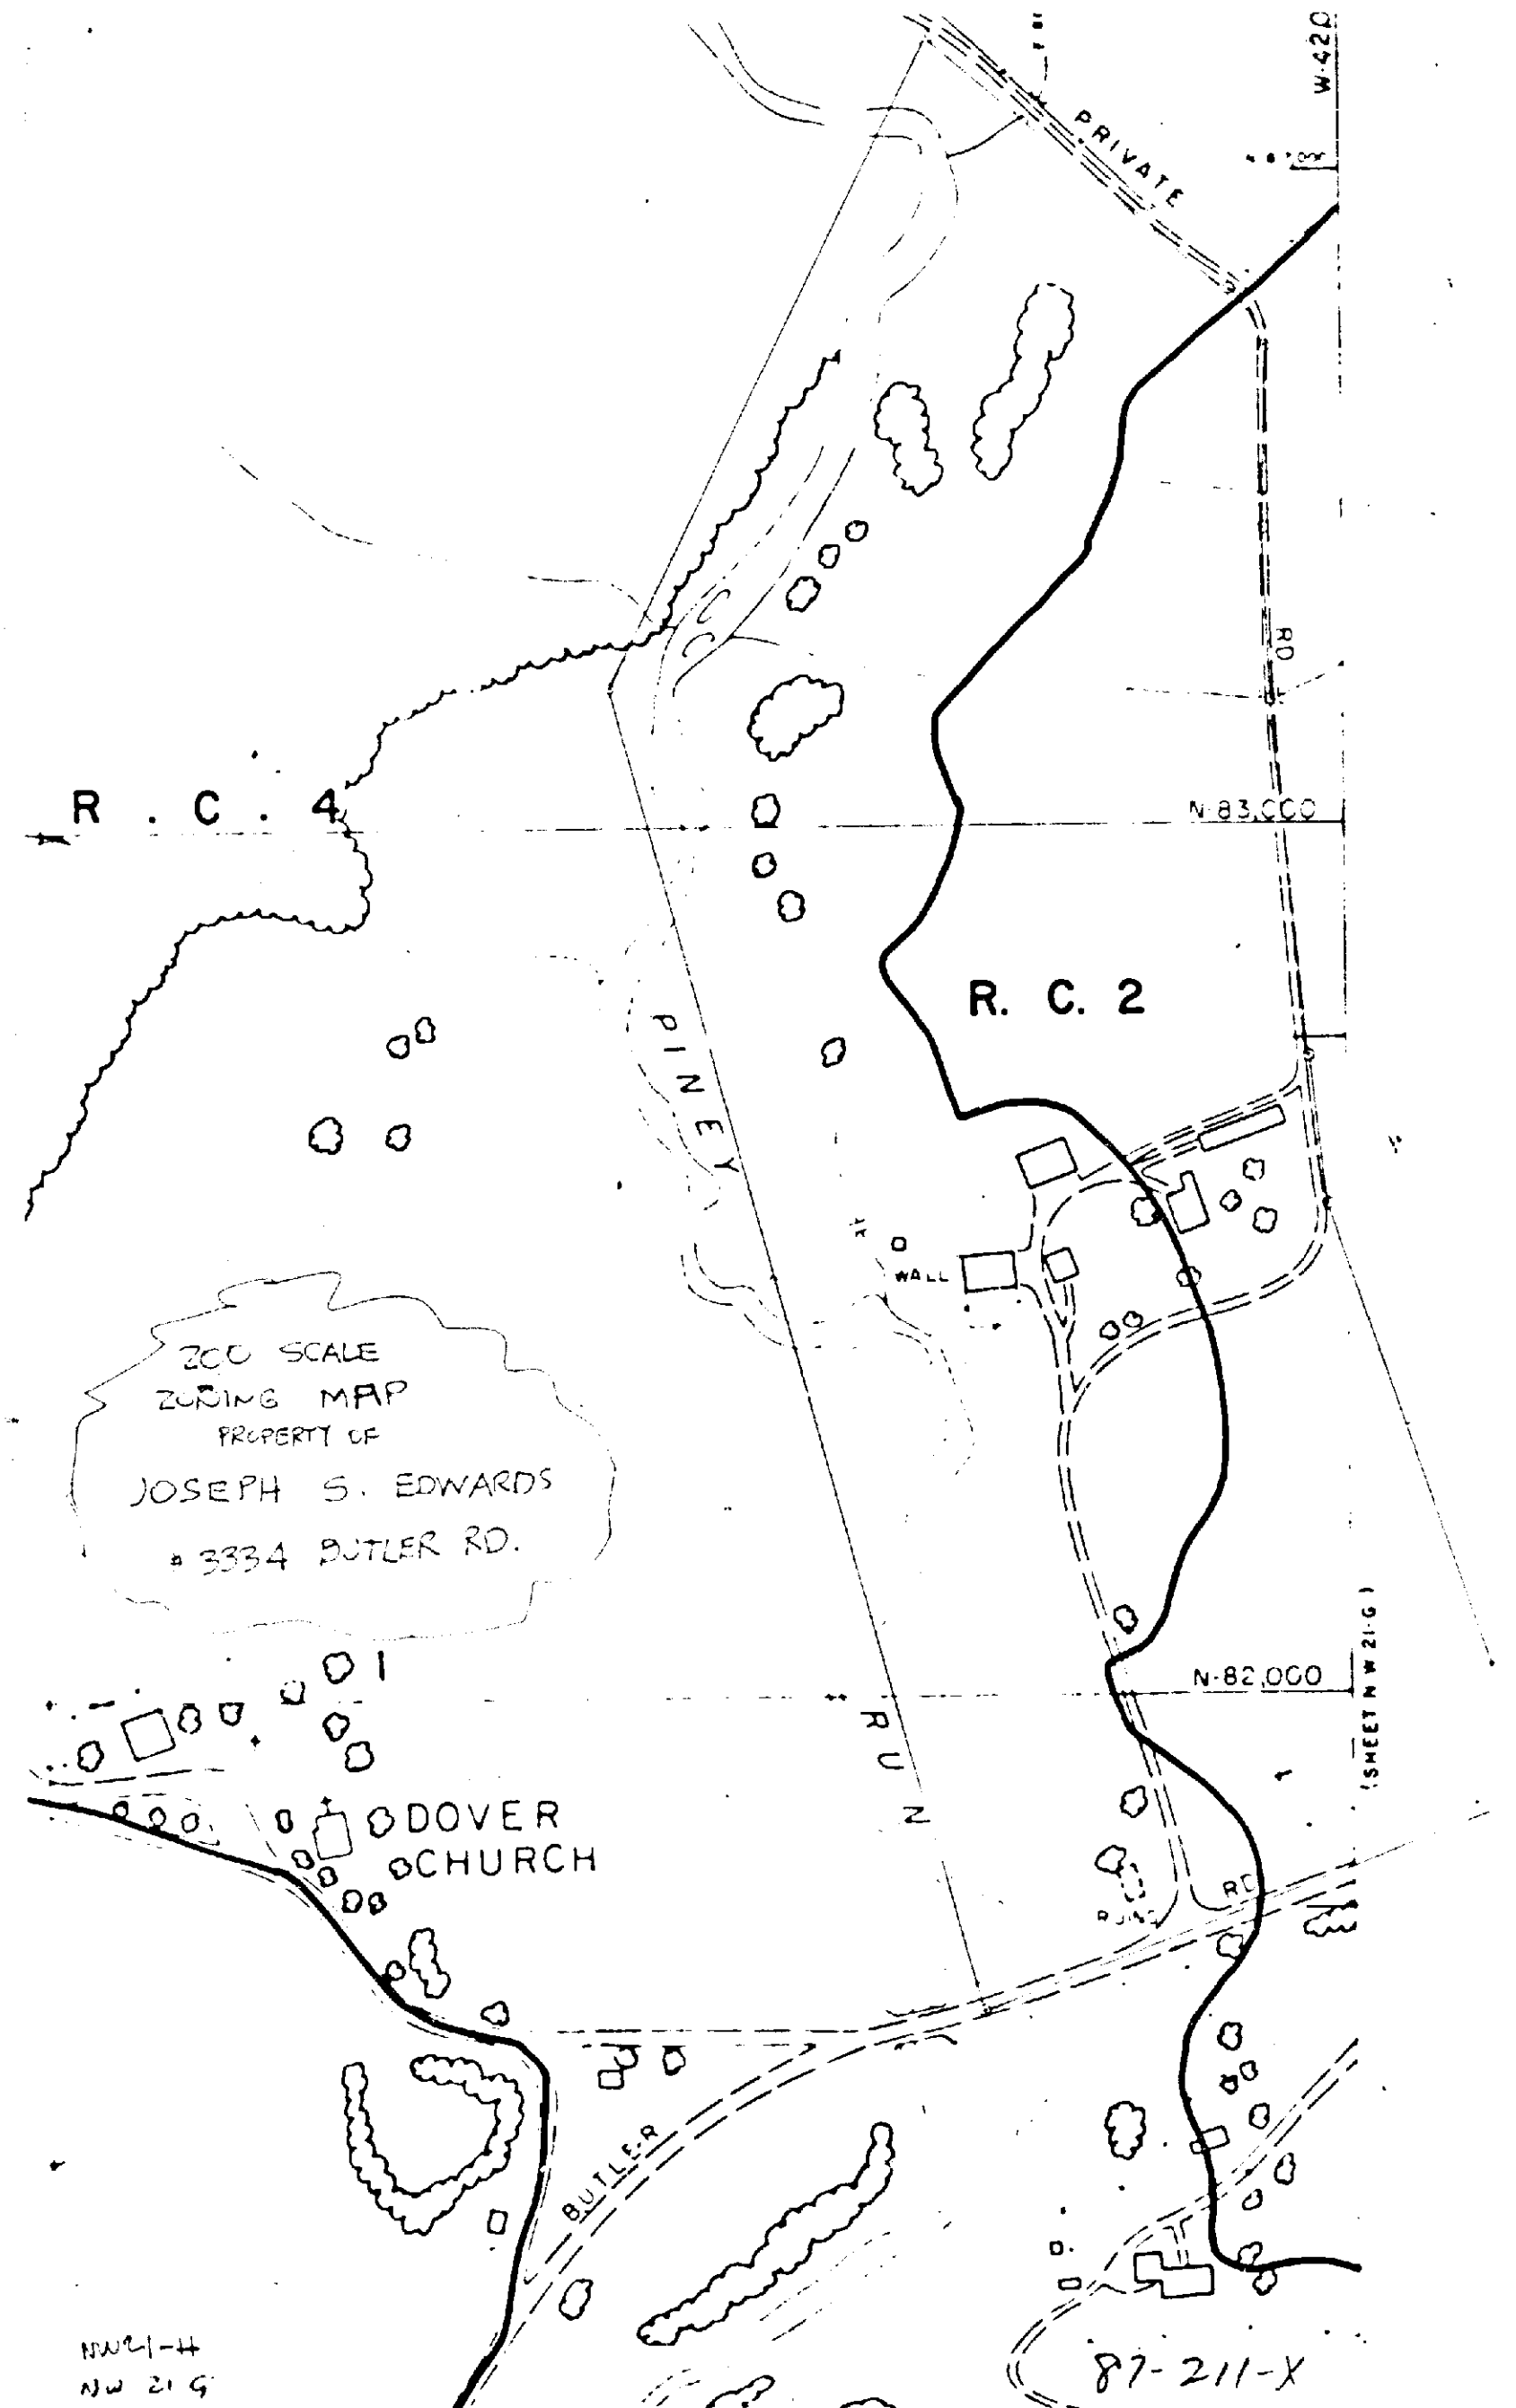 W-420
PRIVATE
RD
R. C. 4
N-83,000
R. C. 2
PINEY
WALL
200 SCALE
ZONING MAP
PROPERTY OF
JOSEPH S. EDWARDS
# 3334 BUTLER RD.
N-82,000
(SHEET NW 21-G)
RUN
DOVER
CHURCH
RUINS
RD
BUTLER
NW21-H
NW 21 G
87-211-X